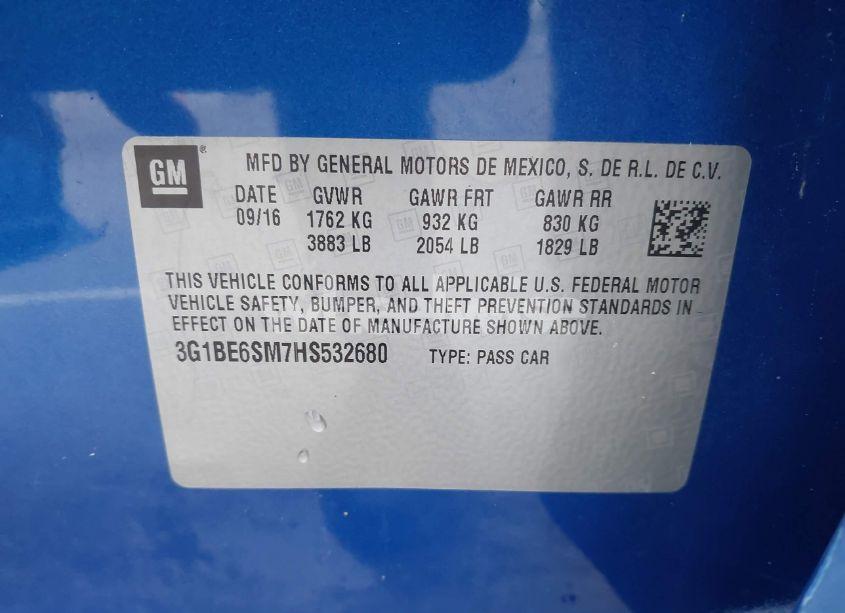 GM ®
MFD BY GENERAL MOTORS DE MEXICO, S. DE R.L. DE C.V.
DATE GVWR GAWR FRT GAWR RR
09/16 1762 KG 932 KG 830 KG
3883 LB 2054 LB 1829 LB
THIS VEHICLE CONFORMS TO ALL APPLICABLE U.S. FEDERAL MOTOR
VEHICLE SAFETY, BUMPER, AND THEFT PREVENTION STANDARDS IN
EFFECT ON THE DATE OF MANUFACTURE SHOWN ABOVE.
3G1BE6SM7HS532680 TYPE: PASS CAR